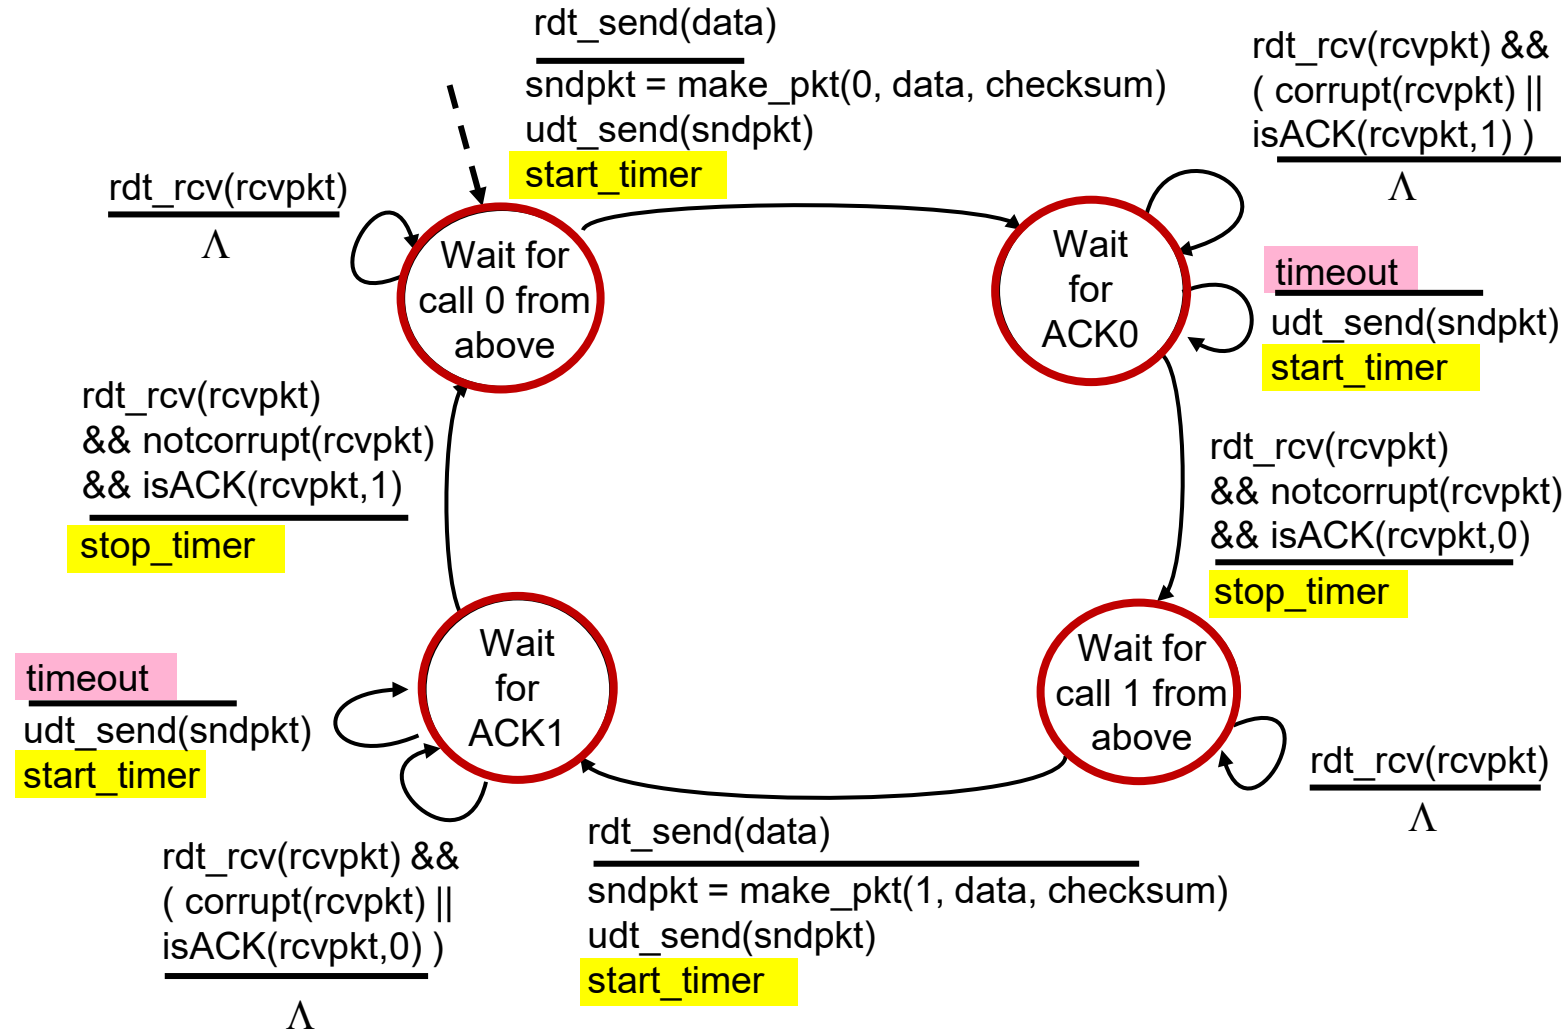 rdt_send(data)
sndpkt = make_pkt(0, data, checksum)
udt_send(sndpkt)
start_timer
rdt_rcv(rcvpkt) &&
( corrupt(rcvpkt) ||
isACK(rcvpkt,1) )
Λ
rdt_rcv(rcvpkt)
Λ
Wait for
call 0 from
above
Wait
for
ACK0
timeout
udt_send(sndpkt)
start_timer
rdt_rcv(rcvpkt)
&& notcorrupt(rcvpkt)
&& isACK(rcvpkt,1)
stop_timer
rdt_rcv(rcvpkt)
&& notcorrupt(rcvpkt)
&& isACK(rcvpkt,0)
stop_timer
Wait
for
ACK1
Wait for
call 1 from
above
timeout
udt_send(sndpkt)
start_timer
rdt_rcv(rcvpkt)
Λ
rdt_rcv(rcvpkt) &&
( corrupt(rcvpkt) ||
isACK(rcvpkt,0) )
Λ
rdt_send(data)
sndpkt = make_pkt(1, data, checksum)
udt_send(sndpkt)
start_timer